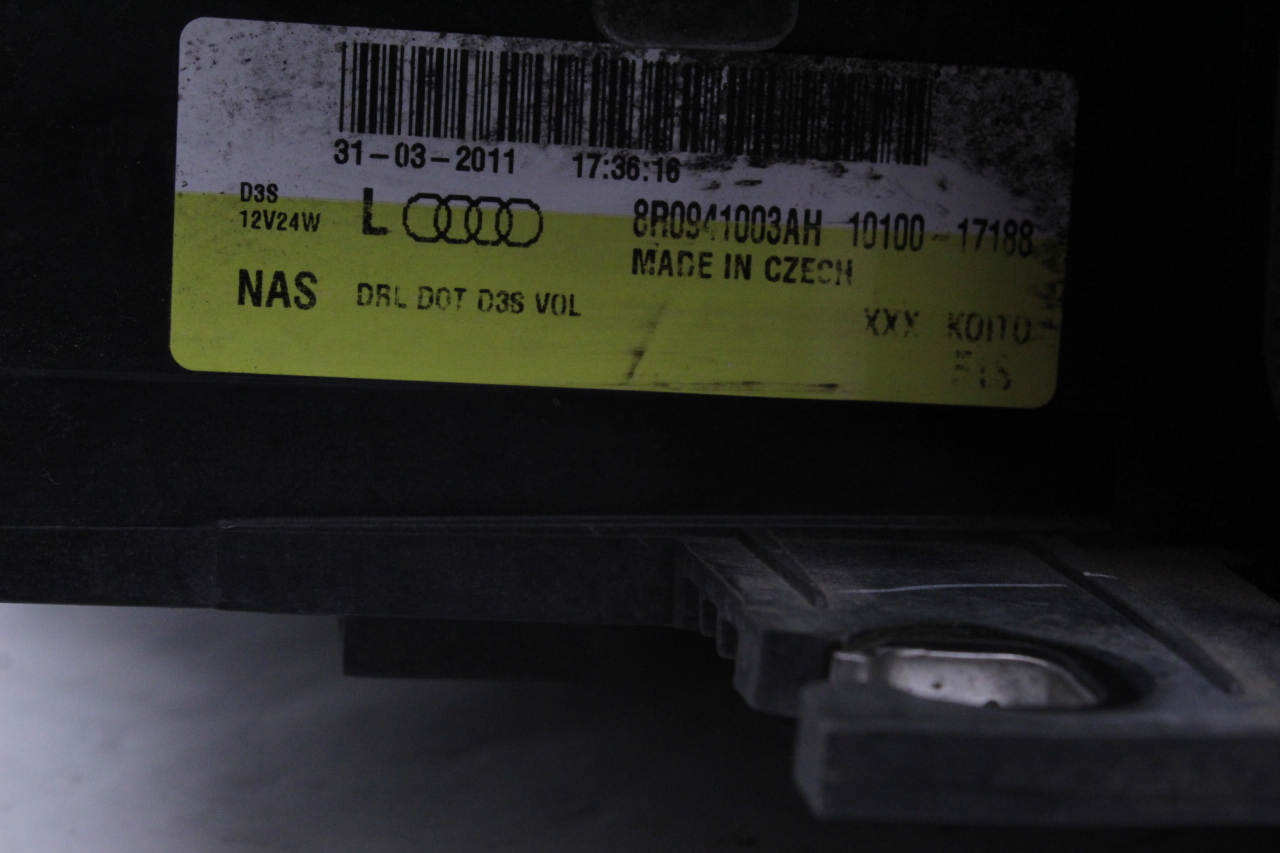 31-03-2011 17:36:16
D3S
12V24W
L
8R0941003AH 10100-17188
MADE IN CZECH
NAS DRL DOT D3S VOL
XXX KOITO